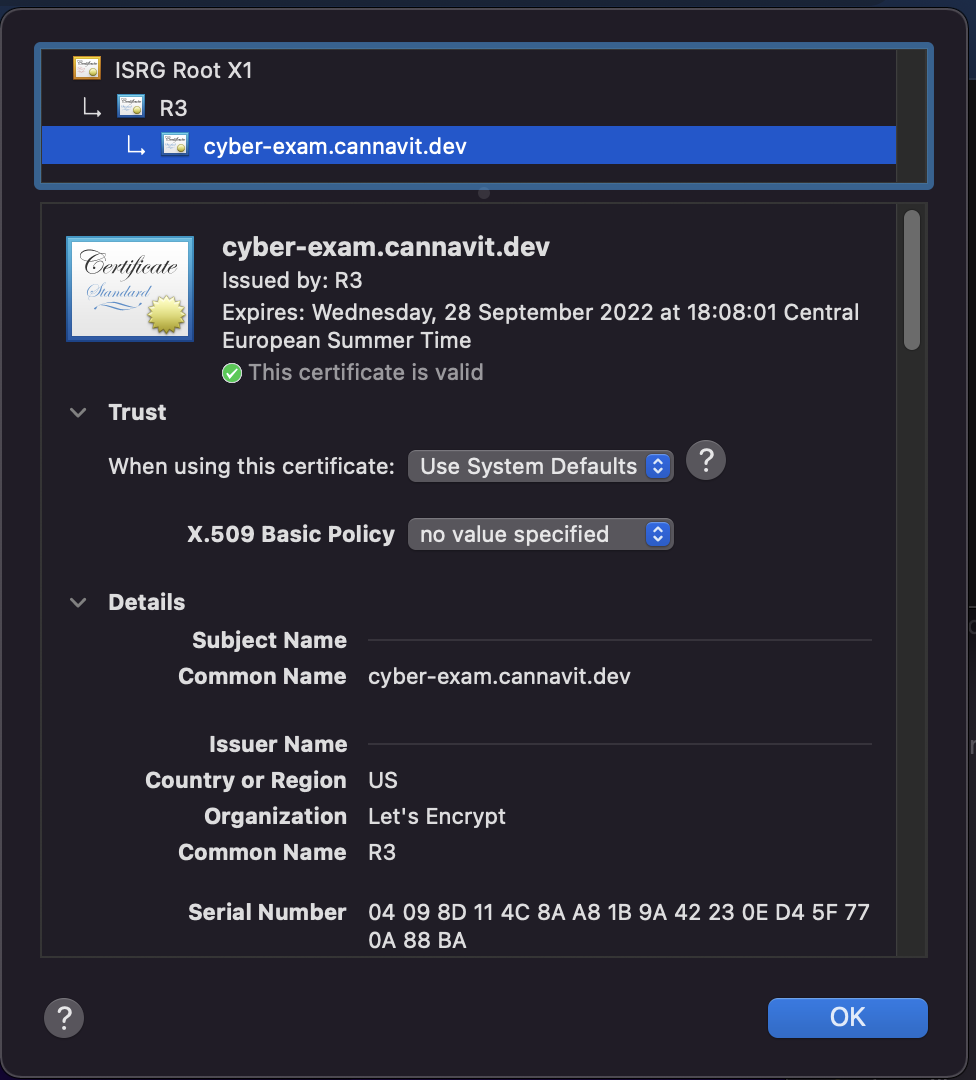 ISRG Root X1
R3
cyber-exam.cannavit.dev
Certificate
Standard
cyber-exam.cannavit.dev
Issued by: R3
Expires: Wednesday, 28 September 2022 at 18:08:01 Central
European Summer Time
This certificate is valid
Trust
When using this certificate: Use System Defaults ?
X.509 Basic Policy no value specified
Details
Subject Name
Common Name cyber-exam.cannavit.dev
Issuer Name
Country or Region US
Organization Let's Encrypt
Common Name R3
Serial Number 04 09 8D 11 4C 8A A8 1B 9A 42 23 0E D4 5F 77
0A 88 BA
? OK